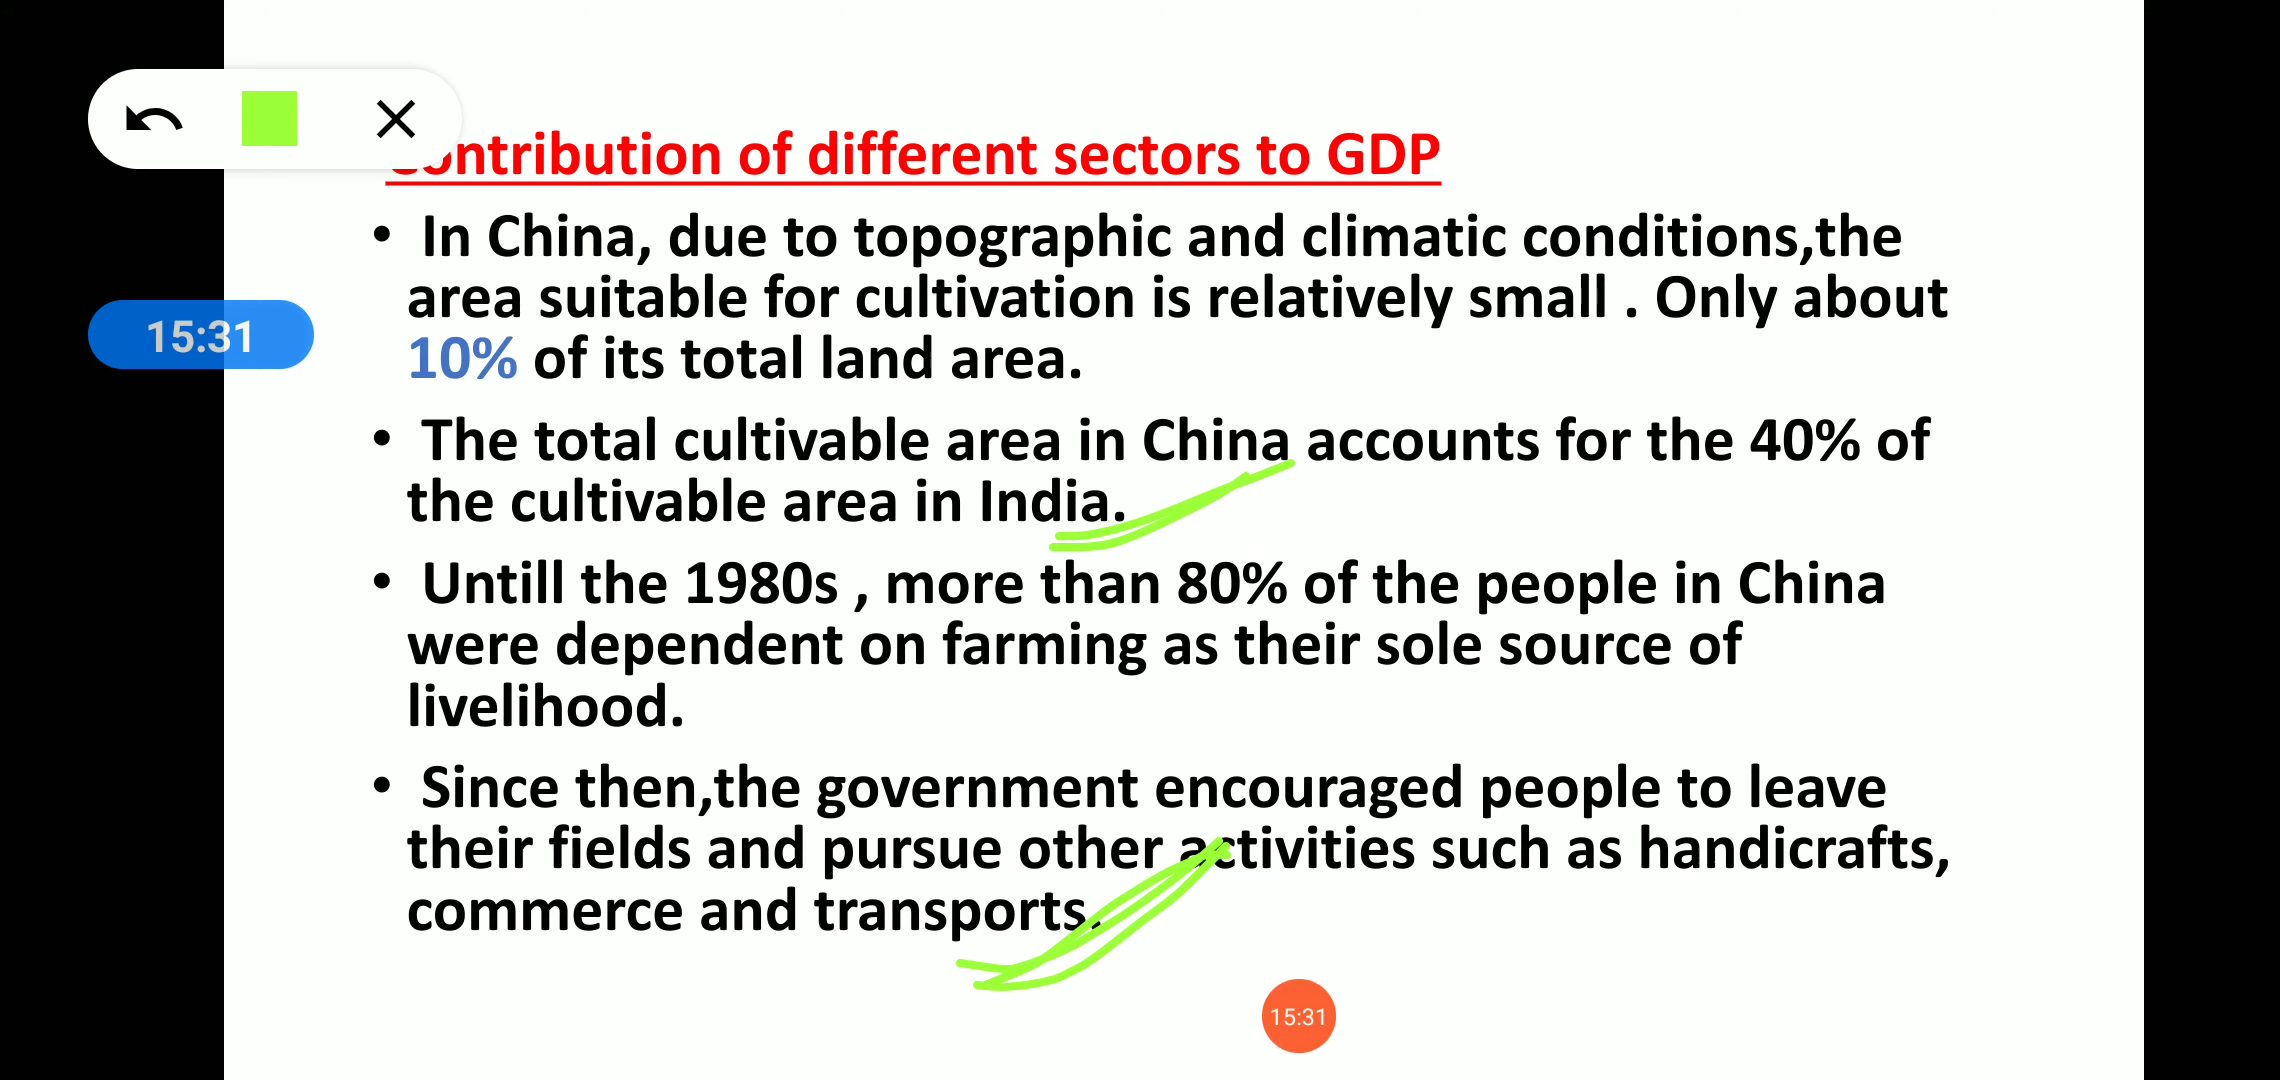 ontribution of different sectors to GDP
• In China, due to topographic and climatic conditions,the
area suitable for cultivation is relatively small . Only about
15:31
10% of its total land area.
• The total cultivable area in China accounts for the 40% of
the cultivable area in India.
• Untill the 1980s , more than 80% of the people in China
were dependent on farming as their sole source of
livelihood.
• Since then,the government encouraged people to leave
their fields and pursue other activities such as handicrafts,
commerce and transports.
15:31